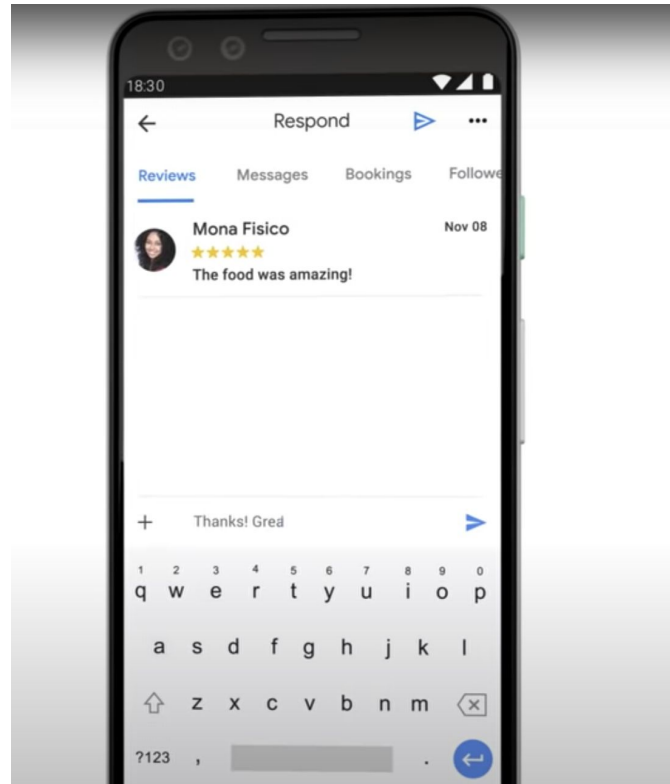 18:30
Respond
Reviews Messages Bookings Followe
Mona Fisico Nov 08
The food was amazing!
Thanks! Grea
1 2 3 4 5 6 7 8 9 0
q w e r t y u i o p
a s d f g h j k l
z x c v b n m
?123 , .